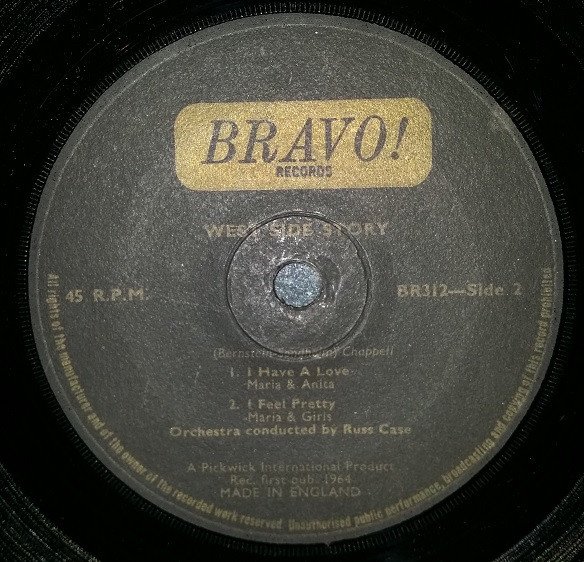 BRAVO!
RECORDS
WEST SIDE STORY
45 R.P.M.
BR312—Side 2
(Bernstein-Sondheim) Chappell
1. I Have A Love
Maria & Anita
2. I Feel Pretty
Maria & Girls
Orchestra conducted by Russ Case
A Pickwick International Product
Rec. first pub. 1964
MADE IN ENGLAND
All rights of the manufacturer and of the owner of the recorded work reserved. Unauthorised public performance, broadcasting and copying of this record prohibited